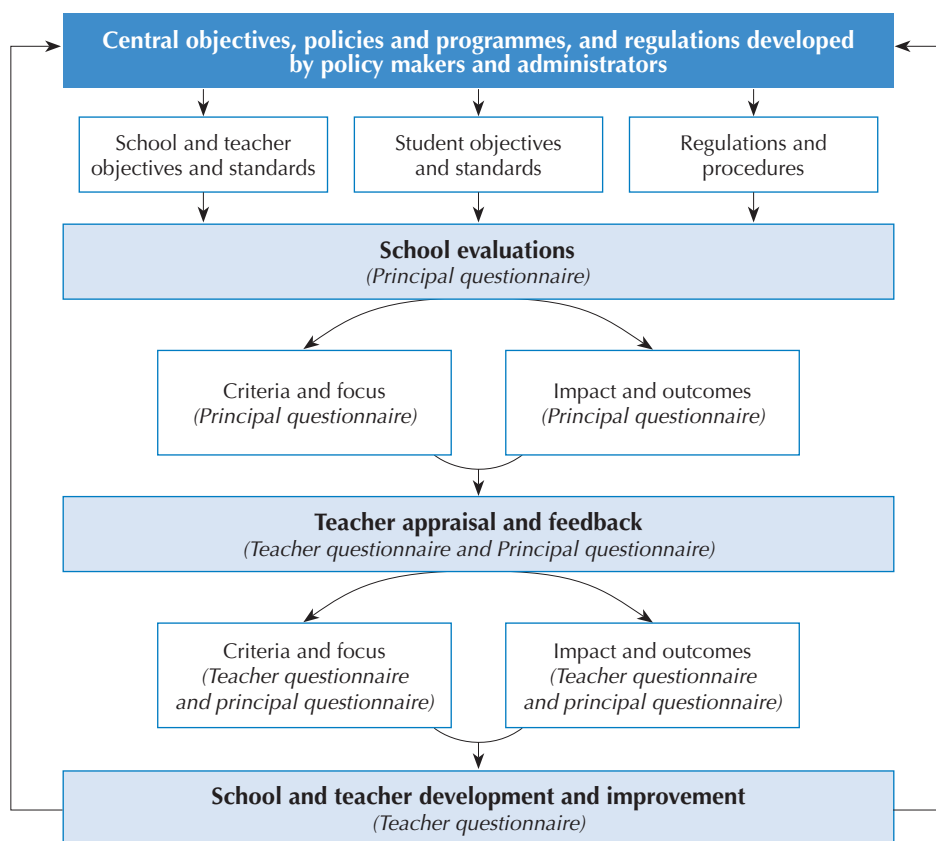 Central objectives, policies and programmes, and regulations developed
by policy makers and administrators
School and teacher
objectives and standards
Student objectives
and standards
Regulations and
procedures
School evaluations
(Principal questionnaire)
Criteria and focus
(Principal questionnaire)
Impact and outcomes
(Principal questionnaire)
Teacher appraisal and feedback
(Teacher questionnaire and Principal questionnaire)
Criteria and focus
(Teacher questionnaire
and principal questionnaire)
Impact and outcomes
(Teacher questionnaire
and principal questionnaire)
School and teacher development and improvement
(Teacher questionnaire)